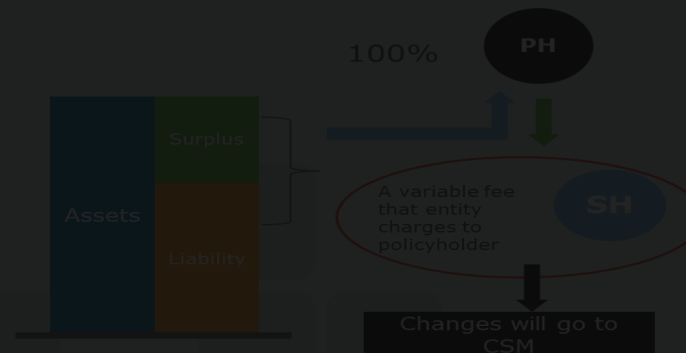 100%
PH
Surplus
Assets
Liability
A variable fee
that entity
charges to
policyholder
SH
Changes will go to
CSM